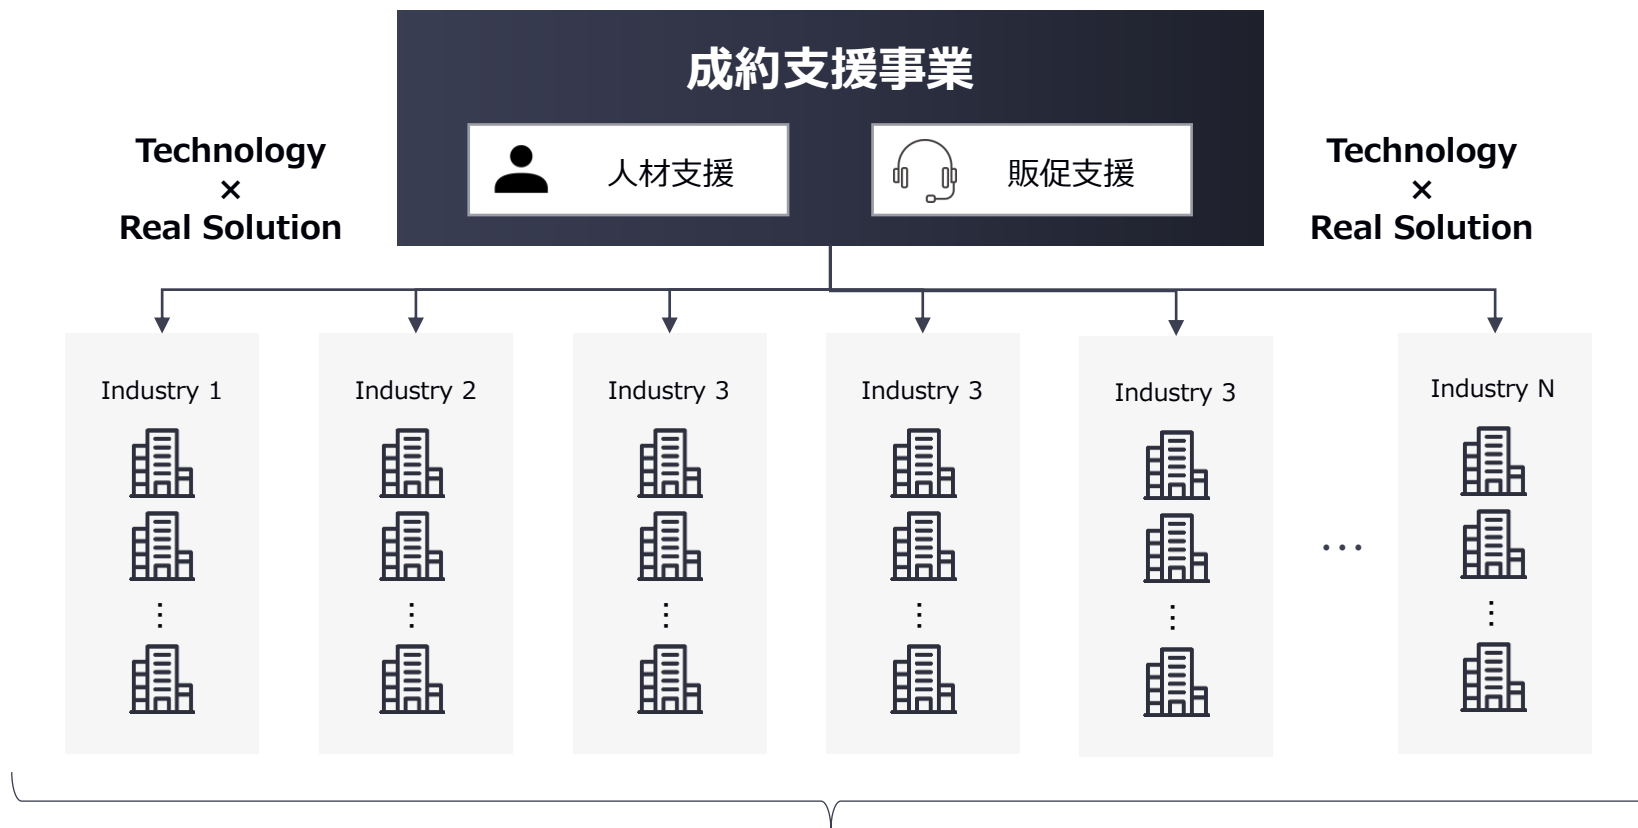 成約支援事業
人材支援
販促支援
Technology
×
Real Solution
Technology
×
Real Solution
Industry 1
Industry 2
Industry 3
Industry 3
Industry 3
Industry N
…
…
…
…
…
…
…